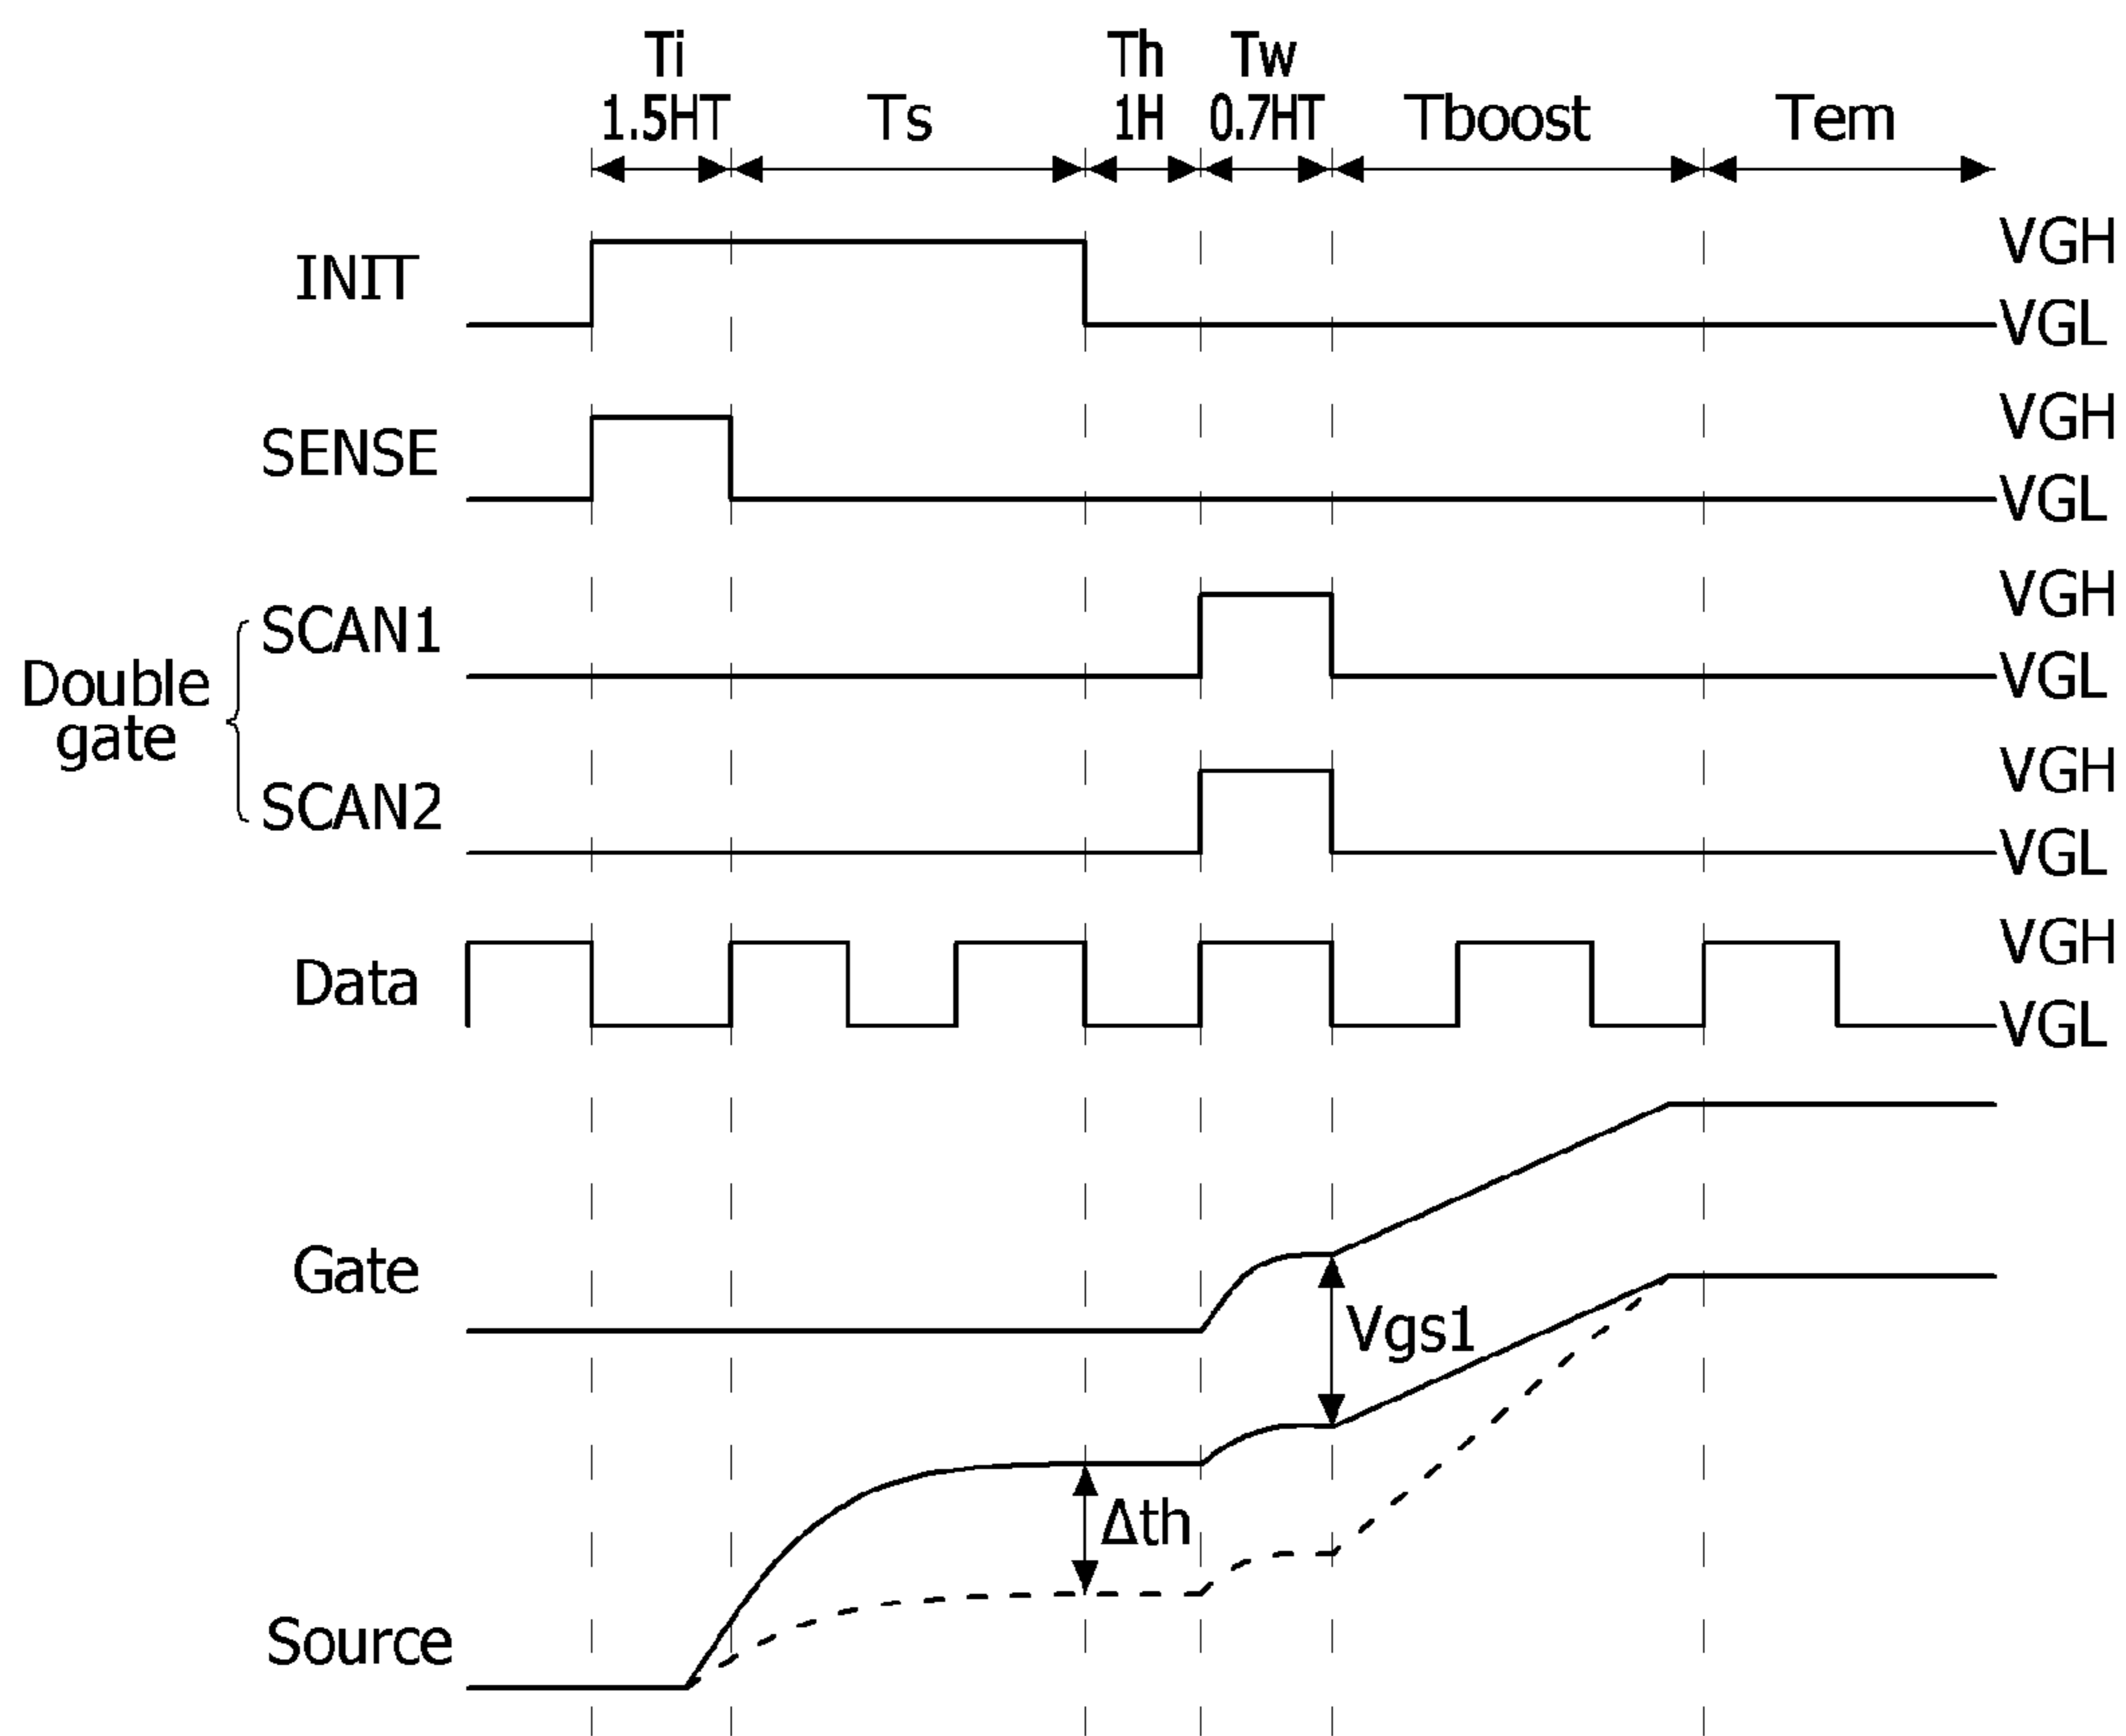 Ti Th Tw
1.5HT Ts 1H 0.7HT Tboost Tem
INIT VGH
VGL
SENSE VGH
VGL
Double
gate
SCAN1 VGH
VGL
SCAN2 VGH
VGL
Data VGH
VGL
Gate
Vgs1
Δth
Source